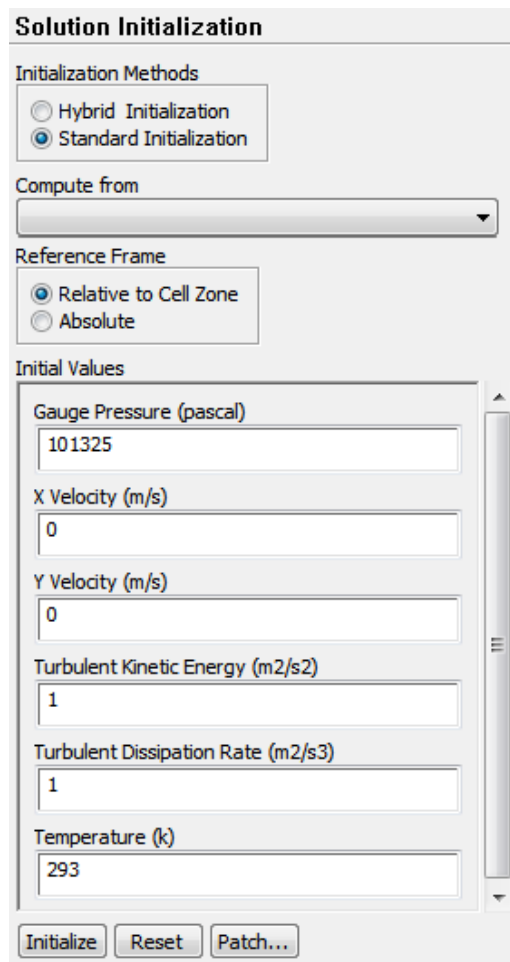 Solution Initialization
Initialization Methods
Hybrid Initialization
Standard Initialization
Compute from
Reference Frame
Relative to Cell Zone
Absolute
Initial Values
Gauge Pressure (pascal)
101325
X Velocity (m/s)
0
Y Velocity (m/s)
0
Turbulent Kinetic Energy (m2/s2)
1
Turbulent Dissipation Rate (m2/s3)
1
Temperature (k)
293
Initialize Reset Patch...